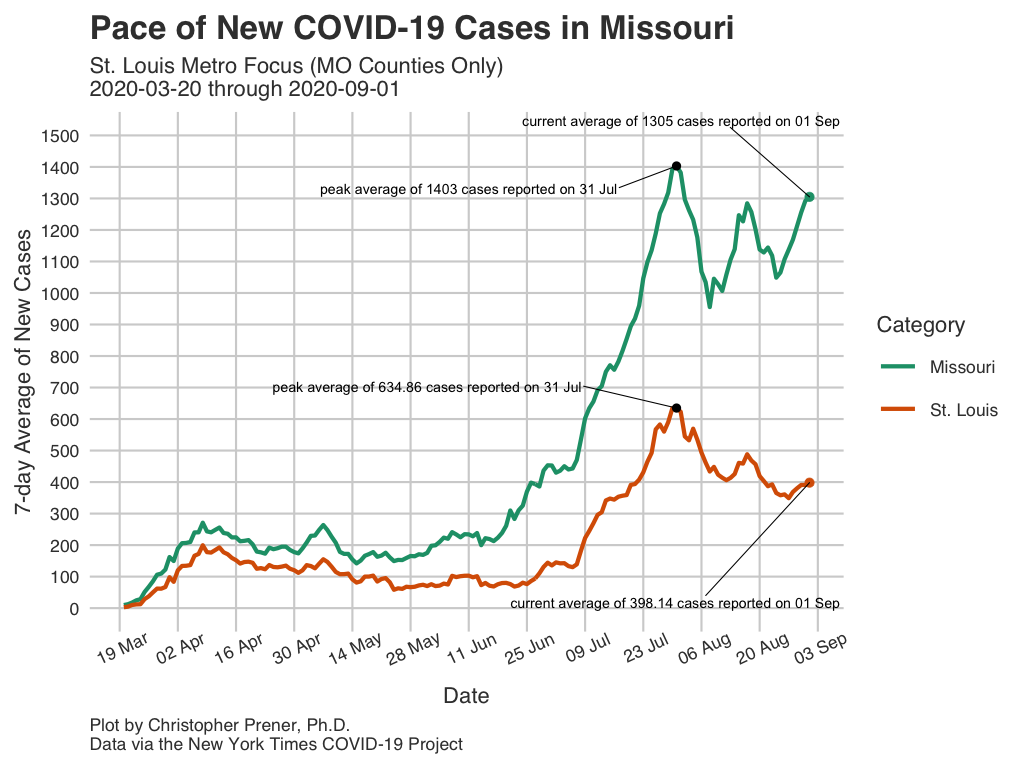 Pace of New COVID-19 Cases in Missouri
St. Louis Metro Focus (MO Counties Only)
2020-03-20 through 2020-09-01
current average of 1305 cases reported on 01 Sep
peak average of 1403 cases reported on 31 Jul
peak average of 634.86 cases reported on 31 Jul
current average of 398.14 cases reported on 01 Sep
7-day Average of New Cases
1500
1400
1300
1200
1100
1000
900
800
700
600
500
400
300
200
100
0
19 Mar
02 Apr
16 Apr
30 Apr
14 May
28 May
11 Jun
25 Jun
09 Jul
23 Jul
06 Aug
20 Aug
03 Sep
Date
Category
Missouri
St. Louis
Plot by Christopher Prener, Ph.D.
Data via the New York Times COVID-19 Project